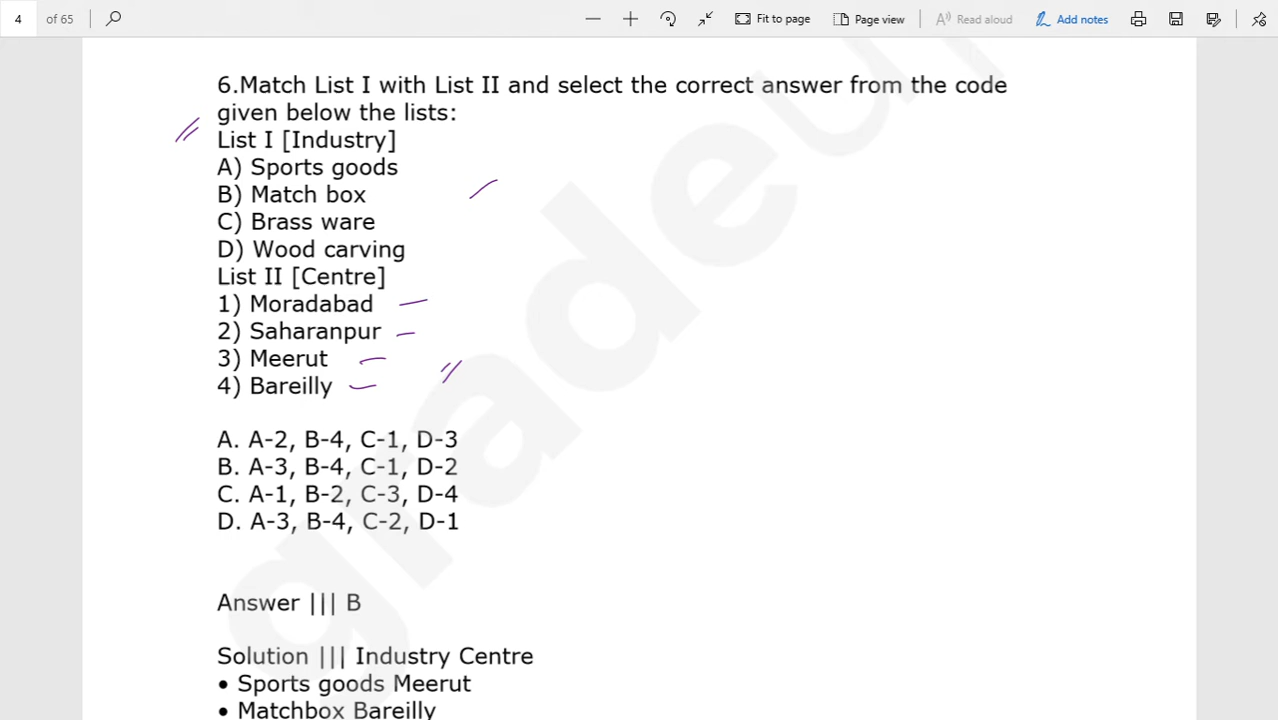 4 of 65 Fit to page Page view Read aloud Add notes
6.Match List I with List II and select the correct answer from the code
given below the lists:
List I [Industry]
A) Sports goods
B) Match box
C) Brass ware
D) Wood carving
List II [Centre]
1) Moradabad
2) Saharanpur
3) Meerut
4) Bareilly
A. A-2, B-4, C-1, D-3
B. A-3, B-4, C-1, D-2
C. A-1, B-2, C-3, D-4
D. A-3, B-4, C-2, D-1
Answer ||| B
Solution ||| Industry Centre
• Sports goods Meerut
• Matchbox Bareilly
gradeu